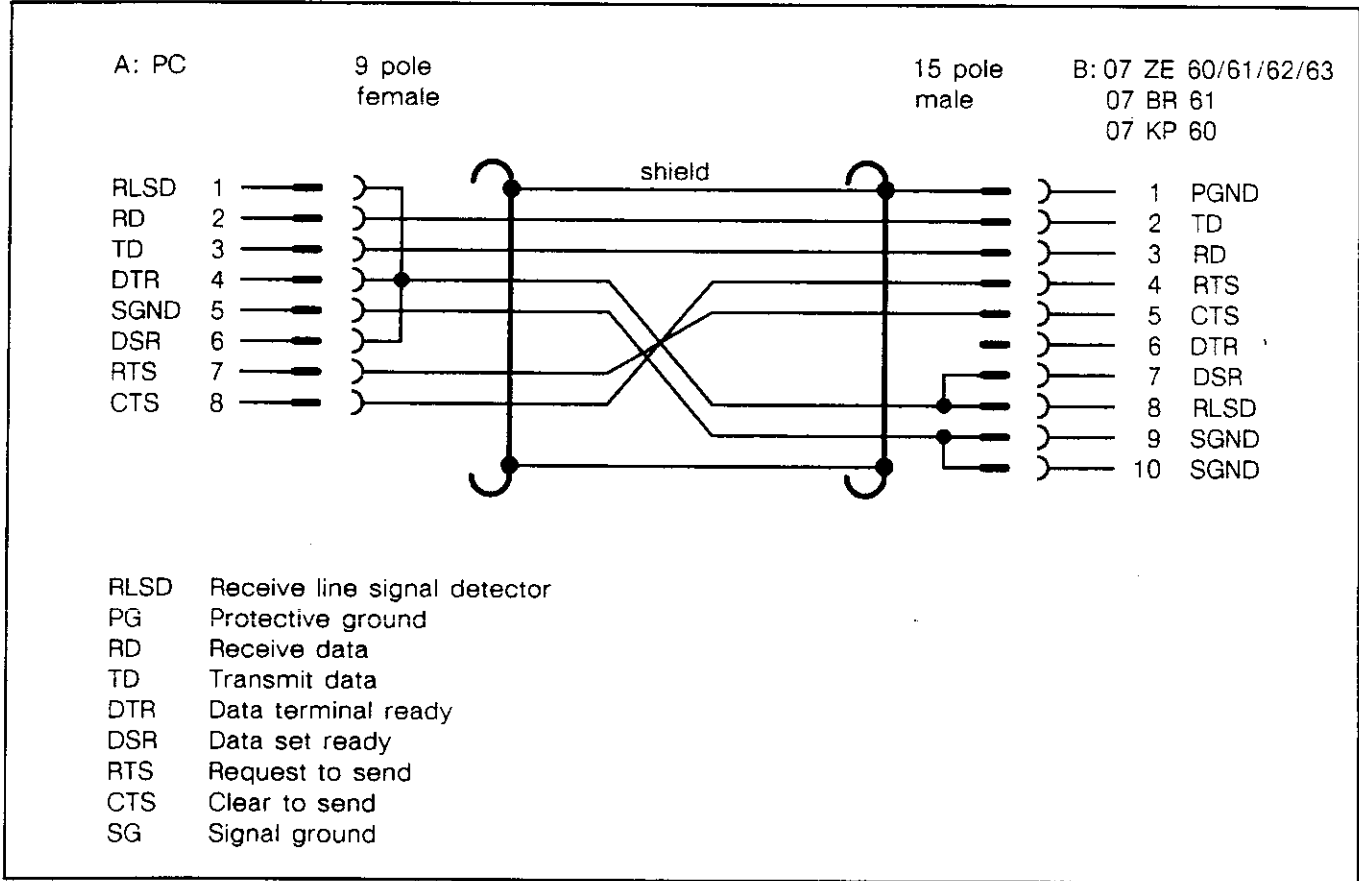 A: PC 9 pole 15 pole B: 07 ZE 60/61/62/63
female male 07 BR 61
07 KP 60
shield
RLSD 1 1 PGND
RD 2 2 TD
TD 3 3 RD
DTR 4 4 RTS
SGND 5 5 CTS
DSR 6 6 DTR
RTS 7 7 DSR
CTS 8 8 RLSD
9 SGND
10 SGND
RLSD Receive line signal detector
PG Protective ground
RD Receive data
TD Transmit data
DTR Data terminal ready
DSR Data set ready
RTS Request to send
CTS Clear to send
SG Signal ground